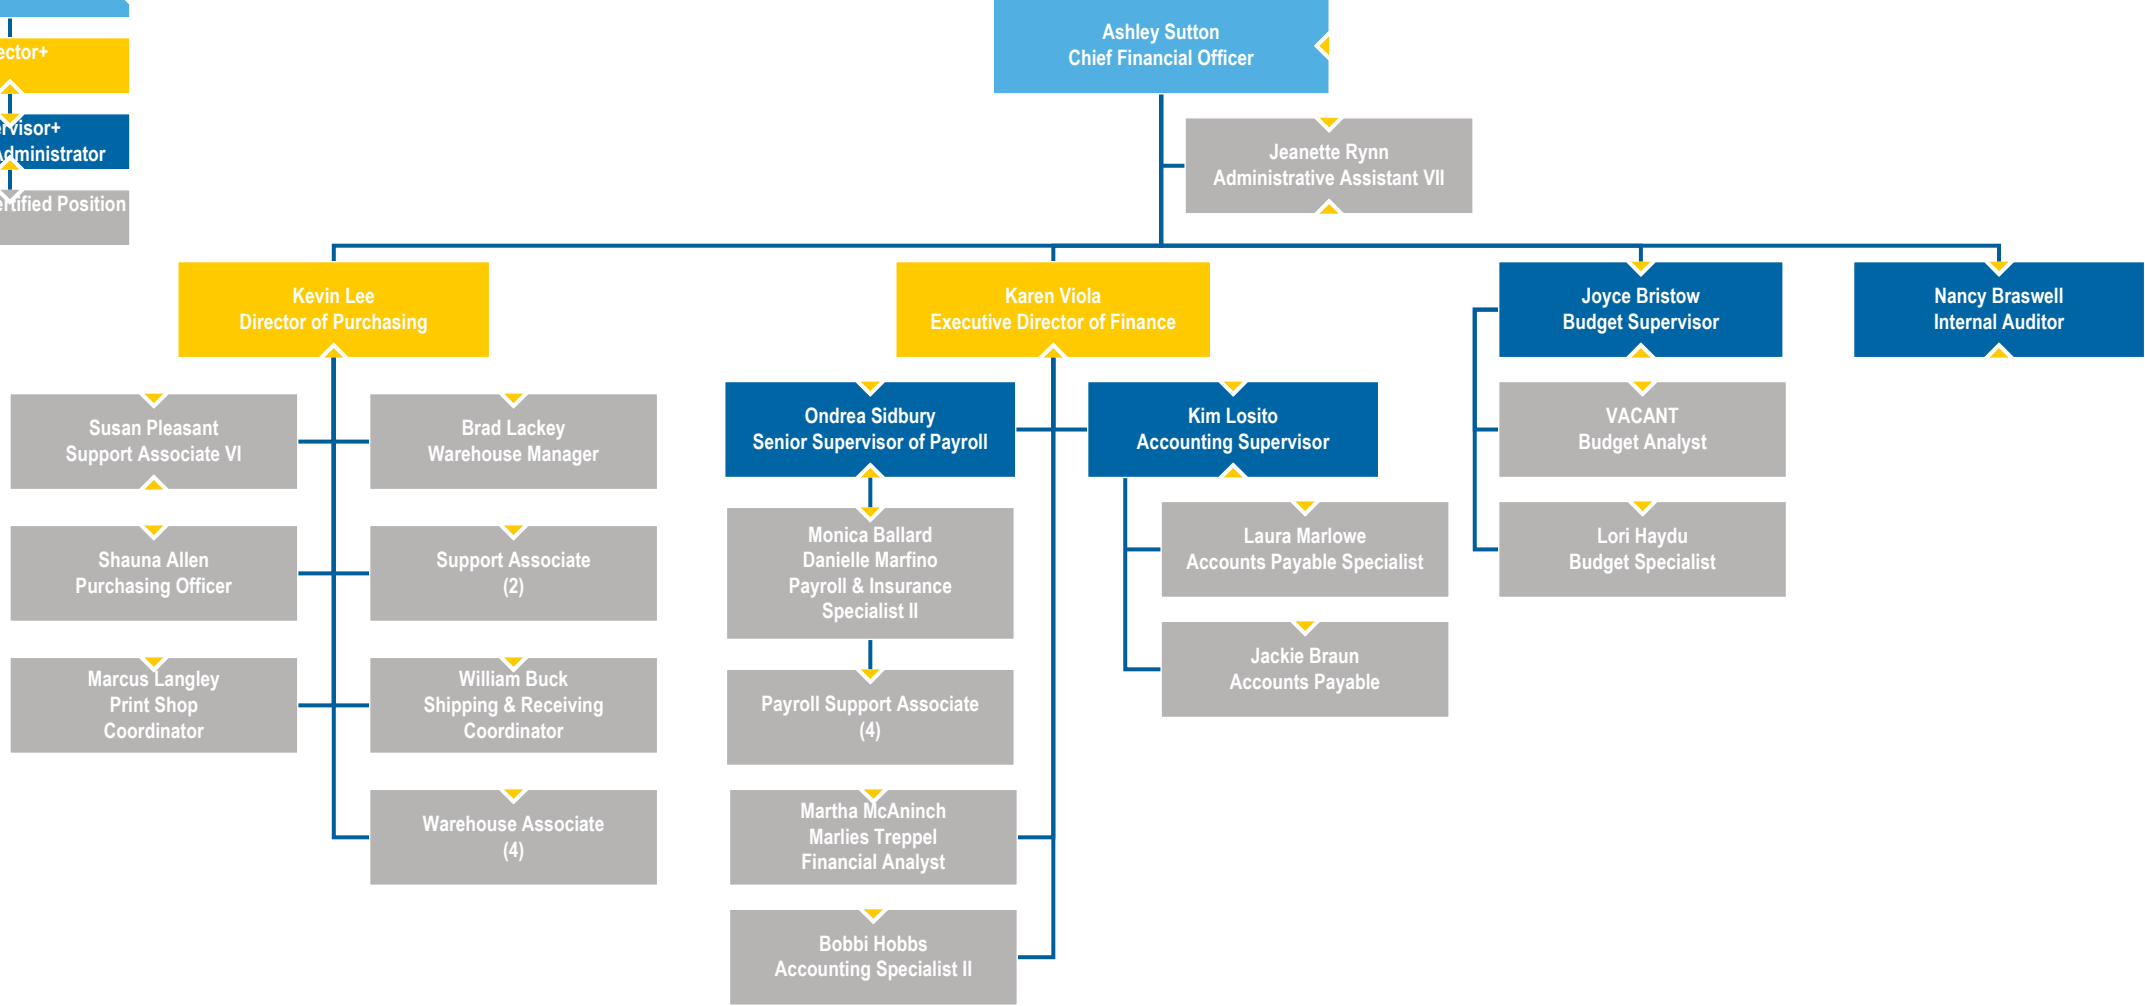 ector+
ervisor+
Administrator
ertified Position
Ashley Sutton
Chief Financial Officer
Jeanette Rynn
Administrative Assistant VII
Kevin Lee
Director of Purchasing
Karen Viola
Executive Director of Finance
Joyce Bristow
Budget Supervisor
Nancy Braswell
Internal Auditor
Susan Pleasant
Support Associate VI
Brad Lackey
Warehouse Manager
Shauna Allen
Purchasing Officer
Support Associate
(2)
Marcus Langley
Print Shop
Coordinator
William Buck
Shipping & Receiving
Coordinator
Warehouse Associate
(4)
Ondrea Sidbury
Senior Supervisor of Payroll
Kim Losito
Accounting Supervisor
Monica Ballard
Danielle Marfino
Payroll & Insurance
Specialist II
Payroll Support Associate
(4)
Martha McAninch
Marlies Treppel
Financial Analyst
Bobbi Hobbs
Accounting Specialist II
Laura Marlowe
Accounts Payable Specialist
Jackie Braun
Accounts Payable
VACANT
Budget Analyst
Lori Haydu
Budget Specialist